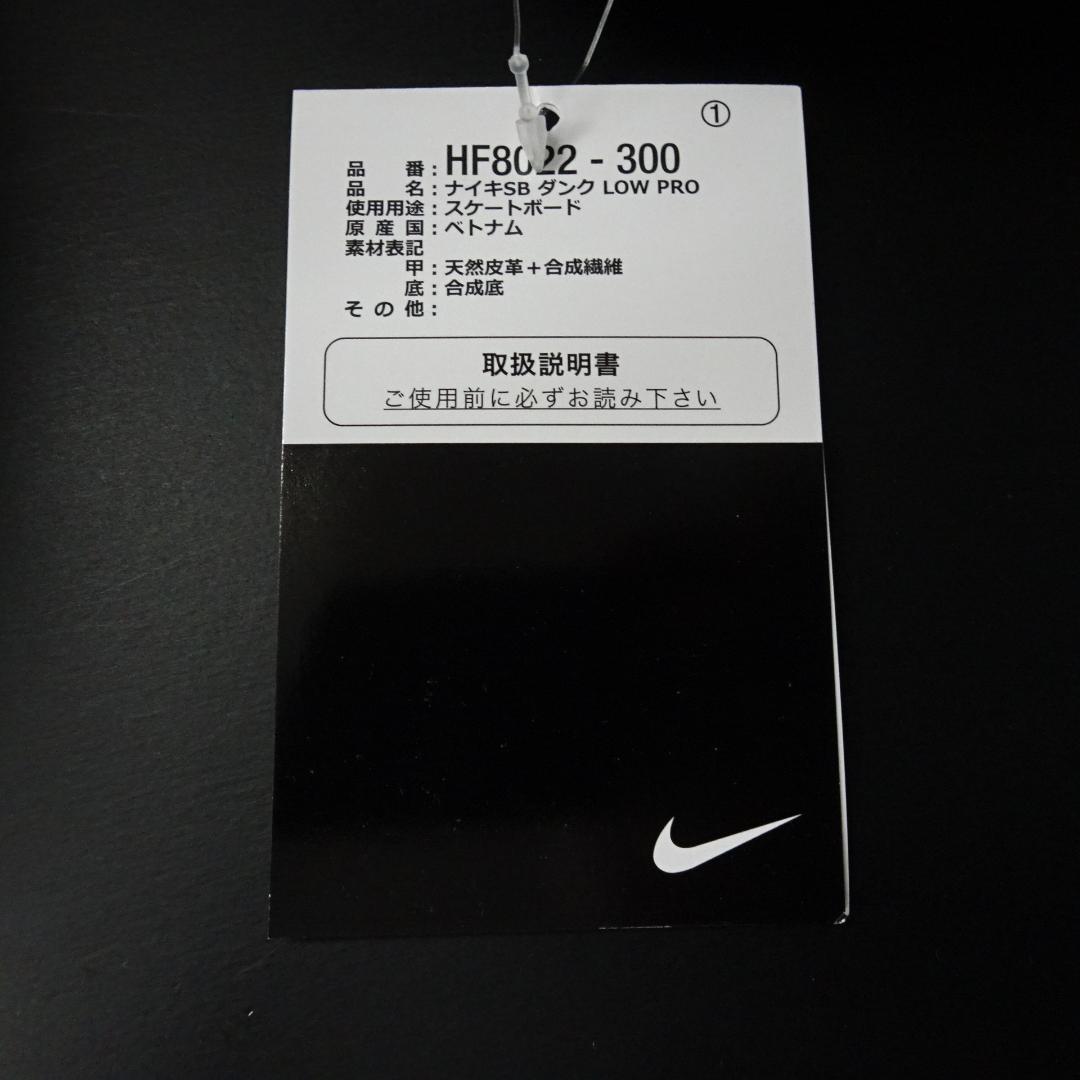 ①
品番：HF8022 - 300
品名：ナイキSB ダンク LOW PRO
使用用途：スケートボード
原産国：ベトナム
素材表記
甲：天然皮革＋合成繊維
底：合成底
その他：
取扱説明書
ご使用前に必ずお読み下さい